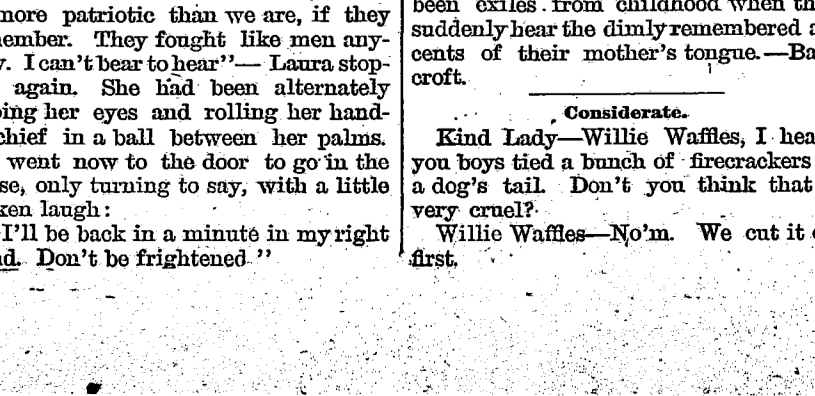 more patriotic than we are, if they
ember. They fought like men any-
. I can't bear to hear"— Laura stop-
again. She had been alternately
ing her eyes and rolling her hand-
chief in a ball between her palms.
went now to the door to go in the
se, only turning to say, with a little
ken laugh:
I'll be back in a minute in my right
d. Don't be frightened."
been exiles from childhood when th
suddenly hear the dimly remembered a
cents of their mother's tongue.—Ba
croft.
Considerate.
Kind Lady—Willie Waffles, I hea
you boys tied a bunch of firecrackers
a dog's tail. Don't you think that
very cruel?
Willie Waffles—No'm. We cut it o
first.